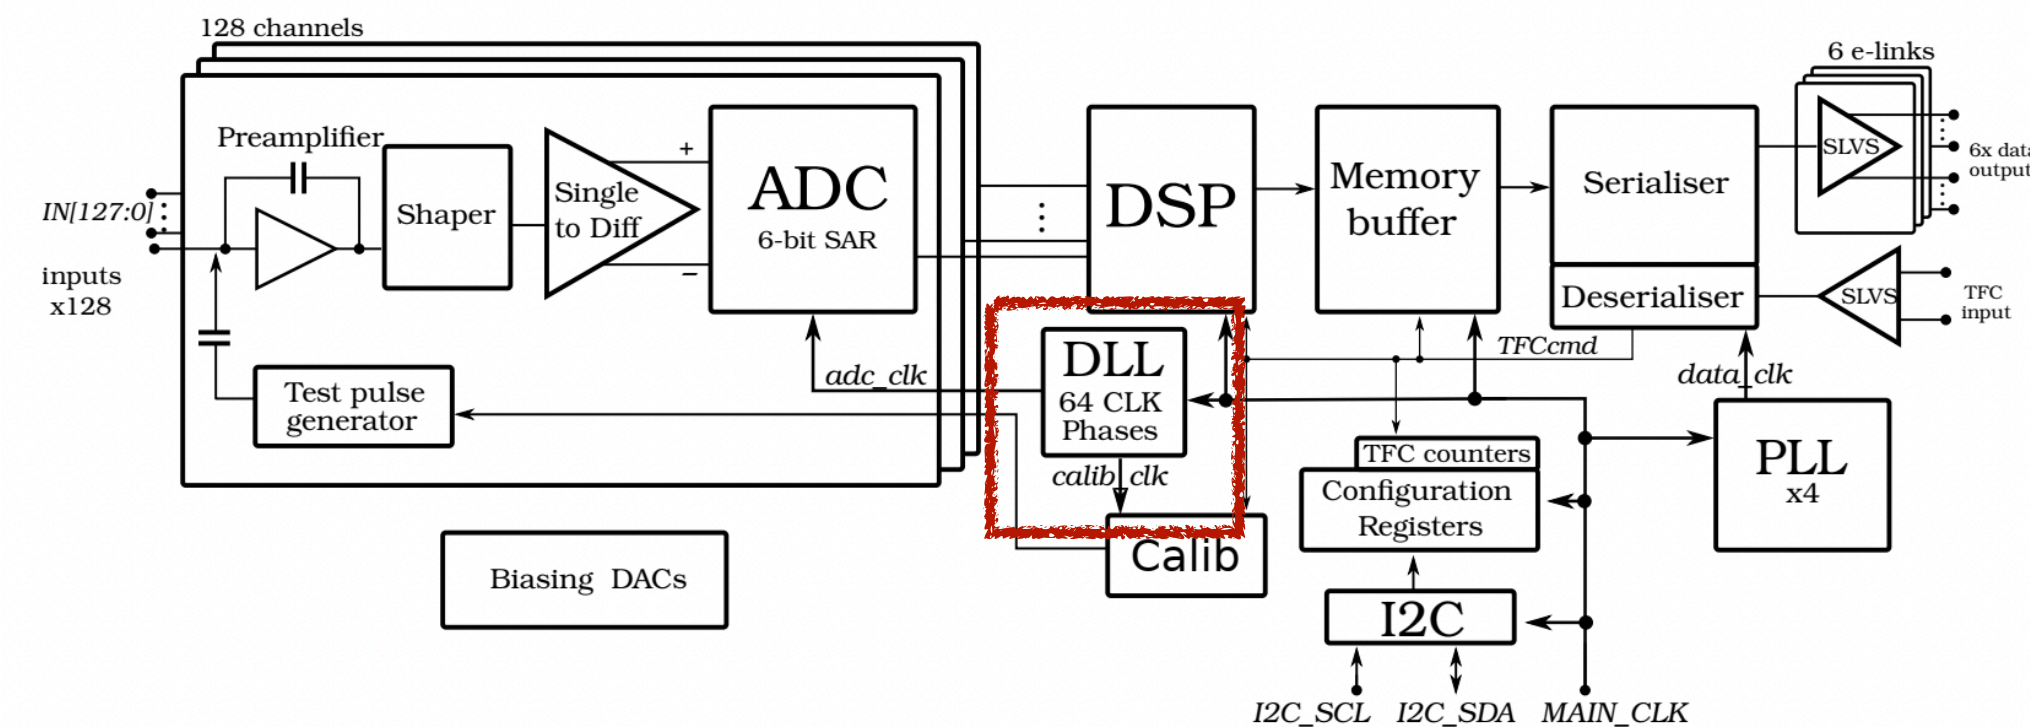 128 channels
6 e-links
Preamplifier
Shaper
Single
to Diff
+
−
ADC
6-bit SAR
DSP
Memory
buffer
Serialiser
Deserialiser
SLVS
6x data
output
SLVS
TFC
input
IN[127:0]
inputs
x128
Test pulse
generator
adc_clk
DLL
64 CLK
Phases
calib_clk
Calib
TFCcmd
data_clk
TFC counters
Configuration
Registers
PLL
x4
Biasing DACs
I2C
I2C_SCL
I2C_SDA
MAIN_CLK